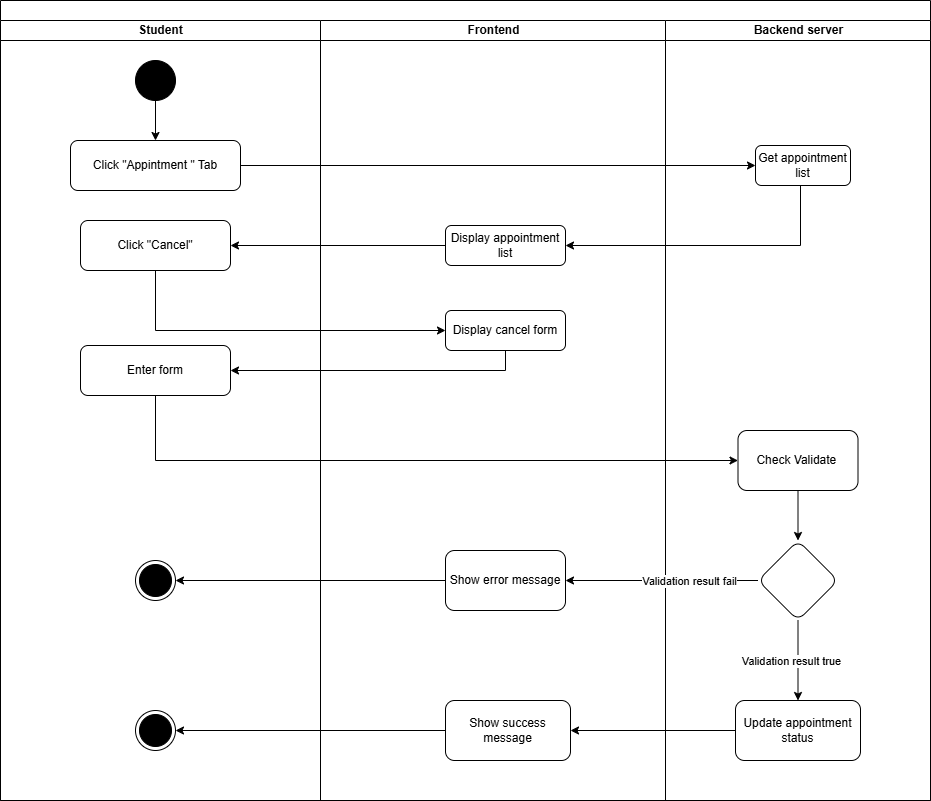 Student
Frontend
Backend server
Click "Appintment " Tab
Get appointment
list
Click "Cancel"
Display appointment
list
Display cancel form
Enter form
Check Validate
Show error message
Validation result fail
Validation result true
Show success
message
Update appointment
status